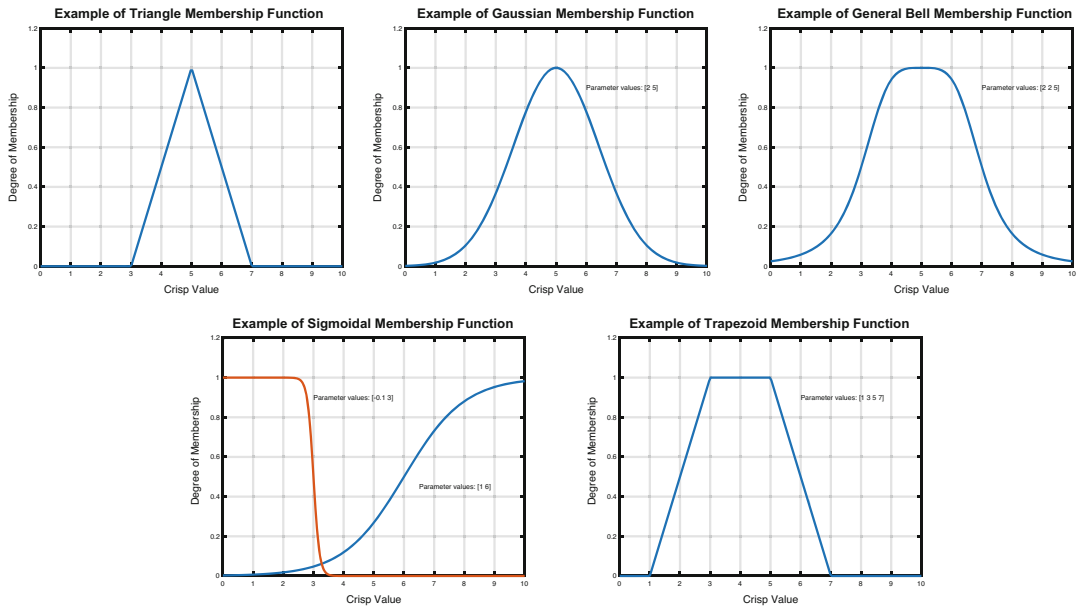 Example of Triangle Membership Function
1.2
1
0.8
0.6
0.4
0.2
0
Degree of Membership
0 1 2 3 4 5 6 7 8 9 10
Crisp Value
Example of Gaussian Membership Function
1.2
1
0.8
0.6
0.4
0.2
0
Degree of Membership
Parameter values: [2 5]
0 1 2 3 4 5 6 7 8 9 10
Crisp Value
Example of General Bell Membership Function
1.2
1
0.8
0.6
0.4
0.2
0
Degree of Membership
Parameter values: [2 2 5]
0 1 2 3 4 5 6 7 8 9 10
Crisp Value
Example of Sigmoidal Membership Function
1.2
1
0.8
0.6
0.4
0.2
0
Degree of Membership
Parameter values: [-0.1 3]
Parameter values: [1 6]
0 1 2 3 4 5 6 7 8 9 10
Crisp Value
Example of Trapezoid Membership Function
1.2
1
0.8
0.6
0.4
0.2
0
Degree of Membership
Parameter values: [1 3 5 7]
0 1 2 3 4 5 6 7 8 9 10
Crisp Value